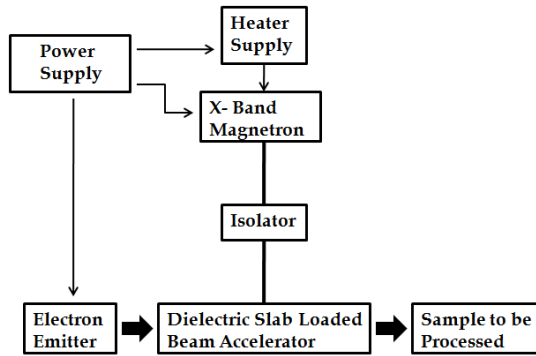 Heater
Supply
Power
Supply
X- Band
Magnetron
Isolator
Electron
Emitter
Dielectric Slab Loaded
Beam Accelerator
Sample to be
Processed